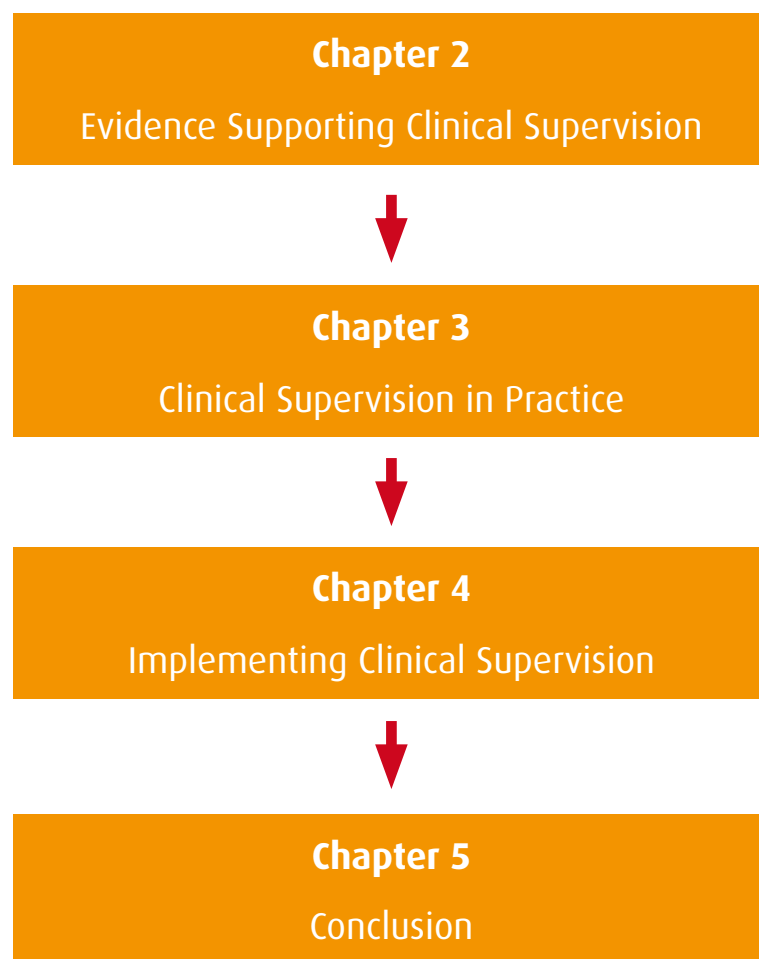 Chapter 2
Evidence Supporting Clinical Supervision
Chapter 3
Clinical Supervision in Practice
Chapter 4
Implementing Clinical Supervision
Chapter 5
Conclusion